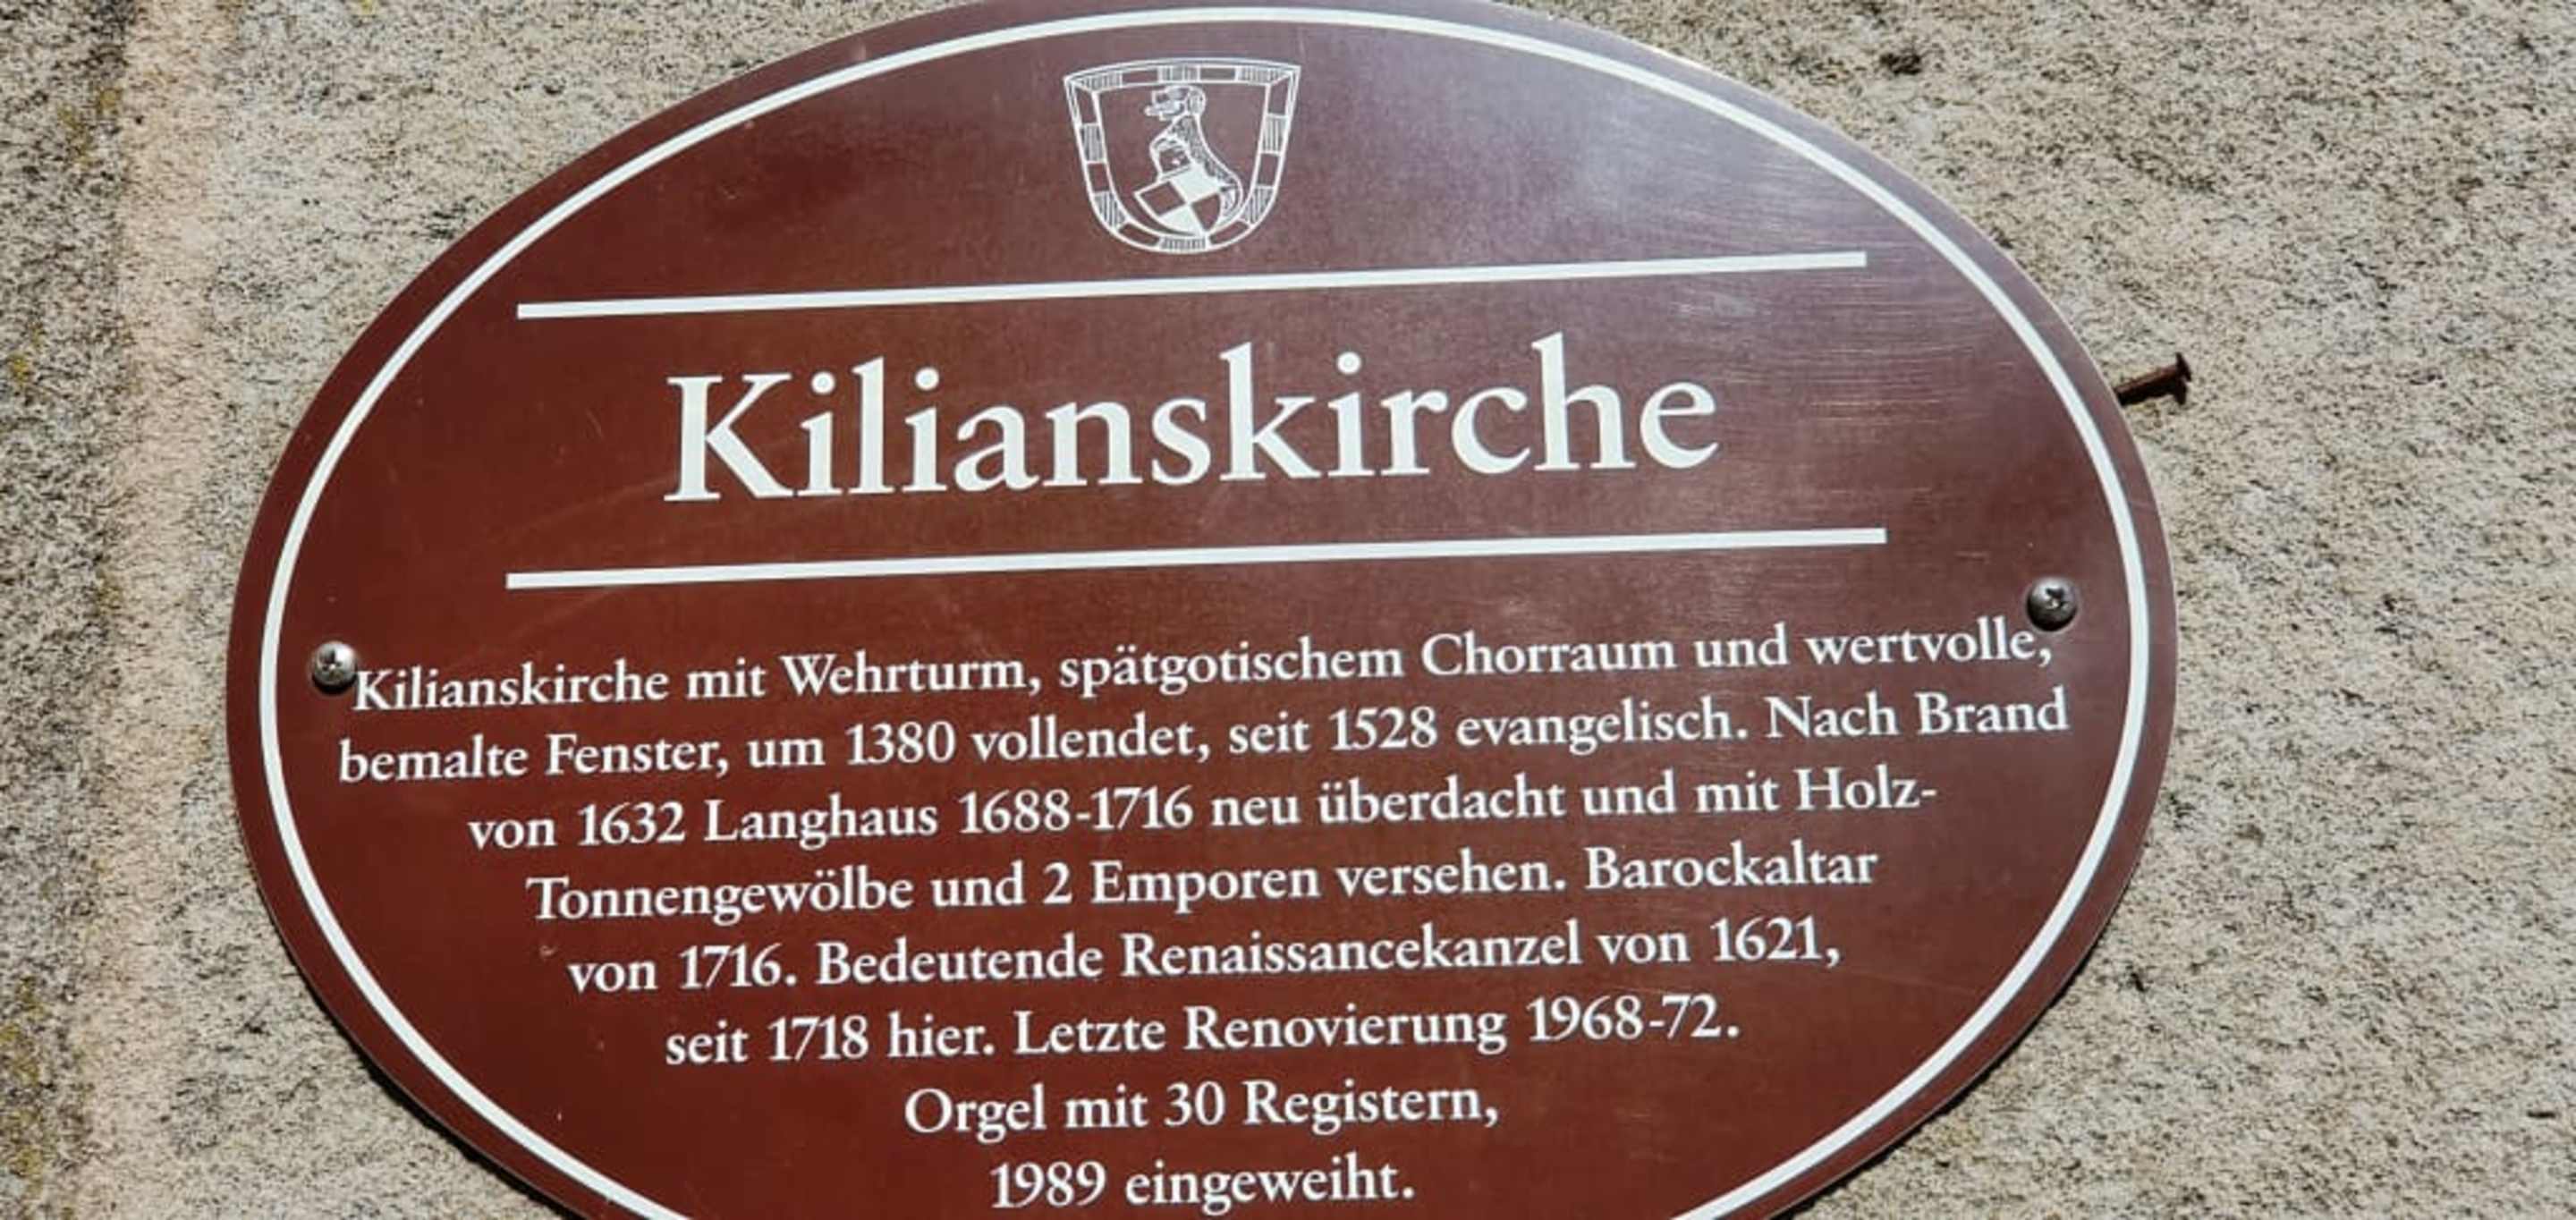 Kilianskirche
Kilianskirche mit Wehrturm, spätgotischem Chorraum und wertvolle,
bemalte Fenster, um 1380 vollendet, seit 1528 evangelisch. Nach Brand
von 1632 Langhaus 1688-1716 neu überdacht und mit Holz-
Tonnengewölbe und 2 Emporen versehen. Barockaltar
von 1716. Bedeutende Renaissancekanzel von 1621,
seit 1718 hier. Letzte Renovierung 1968-72.
Orgel mit 30 Registern,
1989 eingeweiht.